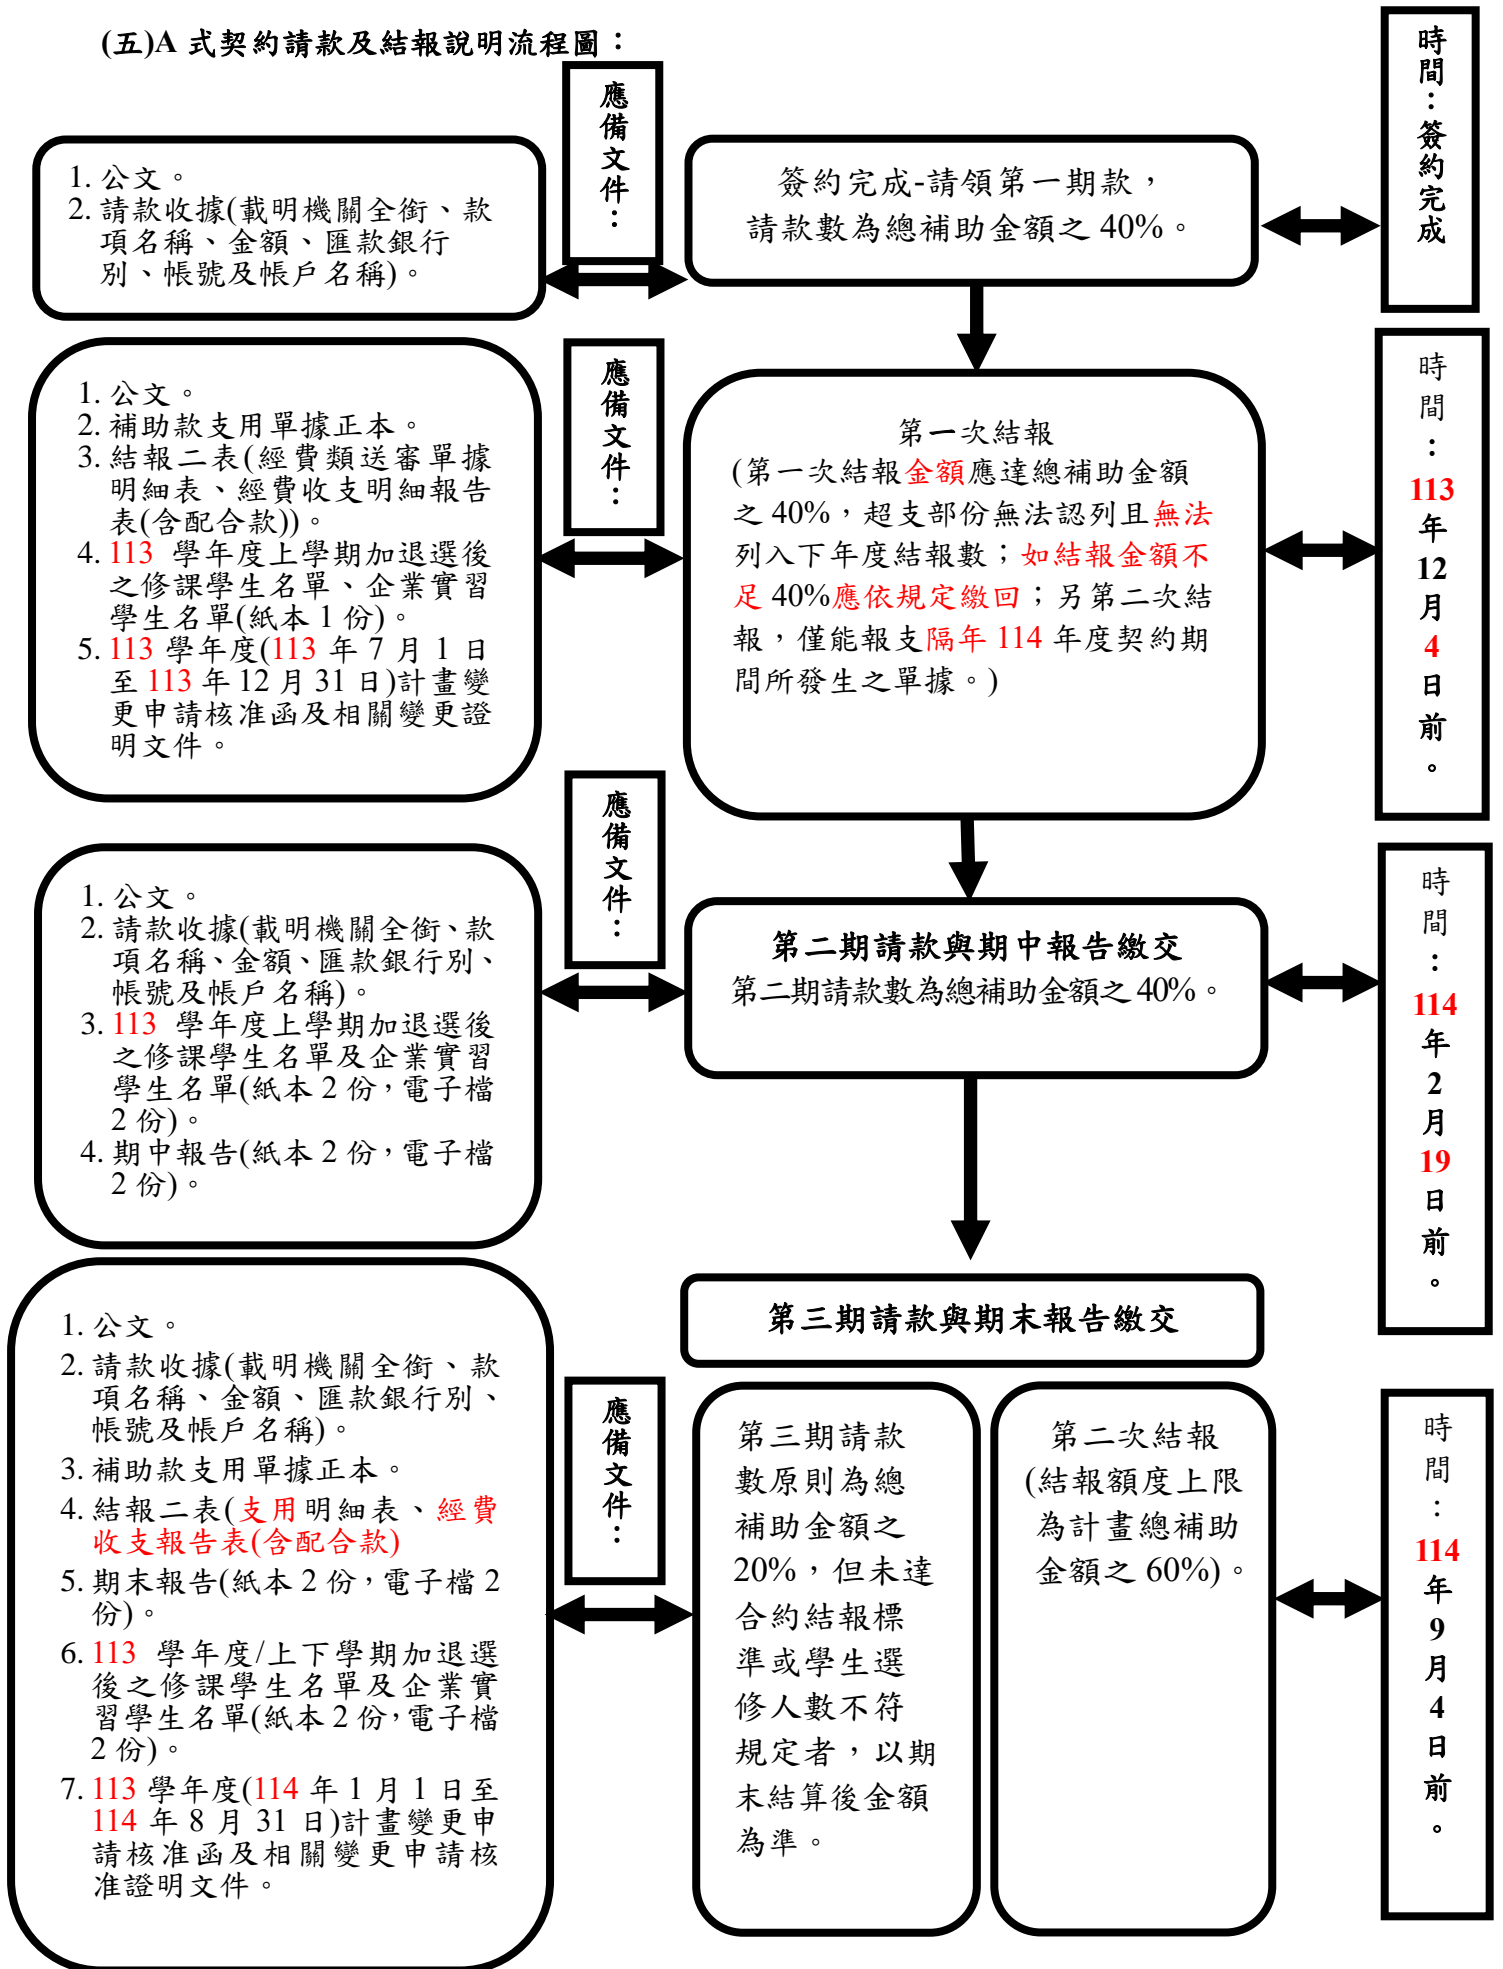 (五)A 式契約請款及結報說明流程圖：
時間：簽約完成
應備文件：
1. 公文。
2. 請款收據(載明機關全銜、款
項名稱、金額、匯款銀行
別、帳號及帳戶名稱)。
簽約完成-請領第一期款，
請款數為總補助金額之 40%。
時間：113年12月4日前。
應備文件：
1. 公文。
2. 補助款支用單據正本。
3. 結報二表(經費類送審單據
明細表、經費收支明細報告
表(含配合款))。
4. 113 學年度上學期加退選後
之修課學生名單、企業實習
學生名單(紙本 1 份)。
5. 113 學年度(113 年 7 月 1 日
至 113 年 12 月 31 日)計畫變
更申請核准函及相關變更證
明文件。
第一次結報
(第一次結報金額應達總補助金額
之 40%，超支部份無法認列且無法
列入下年度結報數；如結報金額不
足 40%應依規定繳回；另第二次結
報，僅能報支隔年 114 年度契約期
間所發生之單據。)
時間：114年2月19日前。
應備文件：
1. 公文。
2. 請款收據(載明機關全銜、款
項名稱、金額、匯款銀行別、
帳號及帳戶名稱)。
3. 113 學年度上學期加退選後
之修課學生名單及企業實習
學生名單(紙本 2 份，電子檔
2 份)。
4. 期中報告(紙本 2 份，電子檔
2 份)。
第二期請款與期中報告繳交
第二期請款數為總補助金額之 40%。
第三期請款與期末報告繳交
時間：114年9月4日前。
應備文件：
1. 公文。
2. 請款收據(載明機關全銜、款
項名稱、金額、匯款銀行別、
帳號及帳戶名稱)。
3. 補助款支用單據正本。
4. 結報二表(支用明細表、經費
收支報告表(含配合款)
5. 期末報告(紙本 2 份，電子檔 2
份)。
6. 113 學年度/上下學期加退選
後之修課學生名單及企業實
習學生名單(紙本 2 份，電子檔
2 份)。
7. 113 學年度(114 年 1 月 1 日至
114 年 8 月 31 日)計畫變更申
請核准函及相關變更申請核
准證明文件。
第三期請款
數原則為總
補助金額之
20%，但未達
合約結報標
準或學生選
修人數不符
規定者，以期
末結算後金額
為準。
第二次結報
(結報額度上限
為計畫總補助
金額之 60%)。